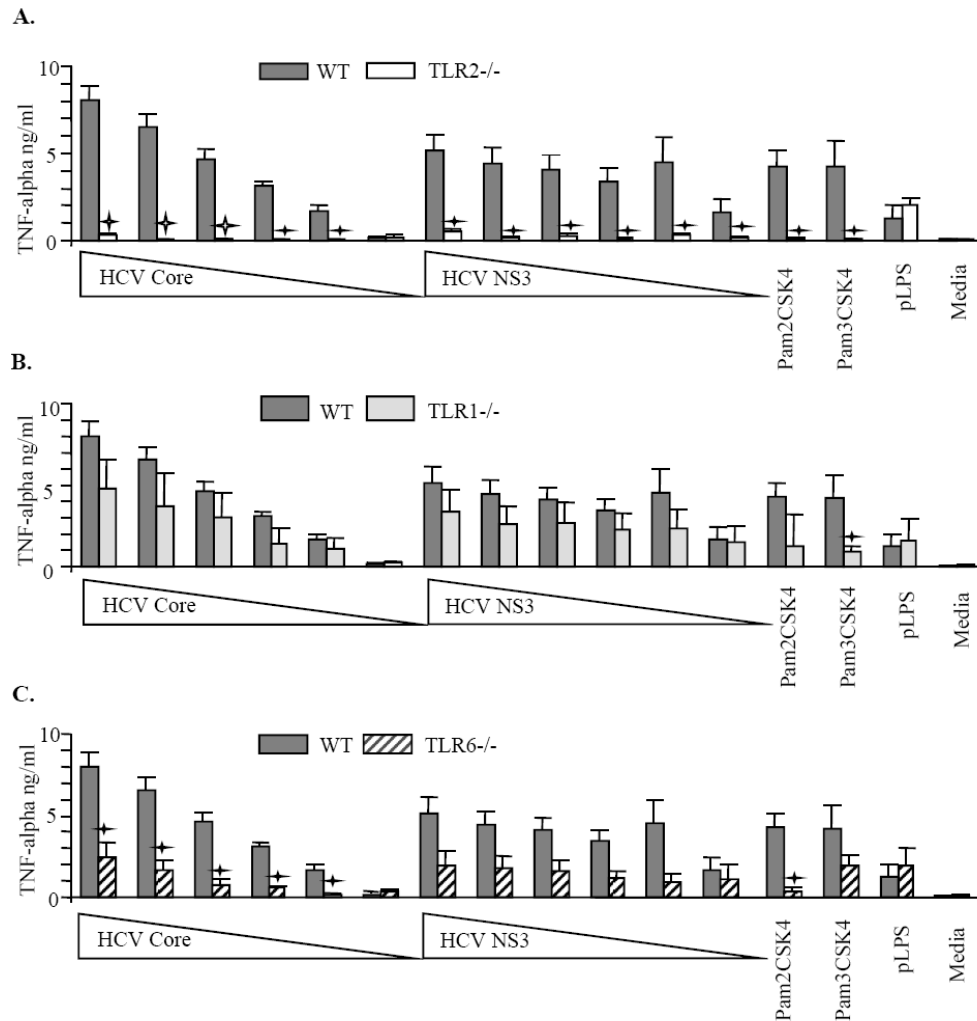 A.
WT TLR2-/-
10
5
0
TNF-alpha ng/ml
HCV Core
HCV NS3
Pam2CSK4
Pam3CSK4
pLPS
Media
B.
WT TLR1-/-
10
5
0
TNF-alpha ng/ml
HCV Core
HCV NS3
Pam2CSK4
Pam3CSK4
pLPS
Media
C.
WT TLR6-/-
10
5
0
TNF-alpha ng/ml
HCV Core
HCV NS3
Pam2CSK4
Pam3CSK4
pLPS
Media